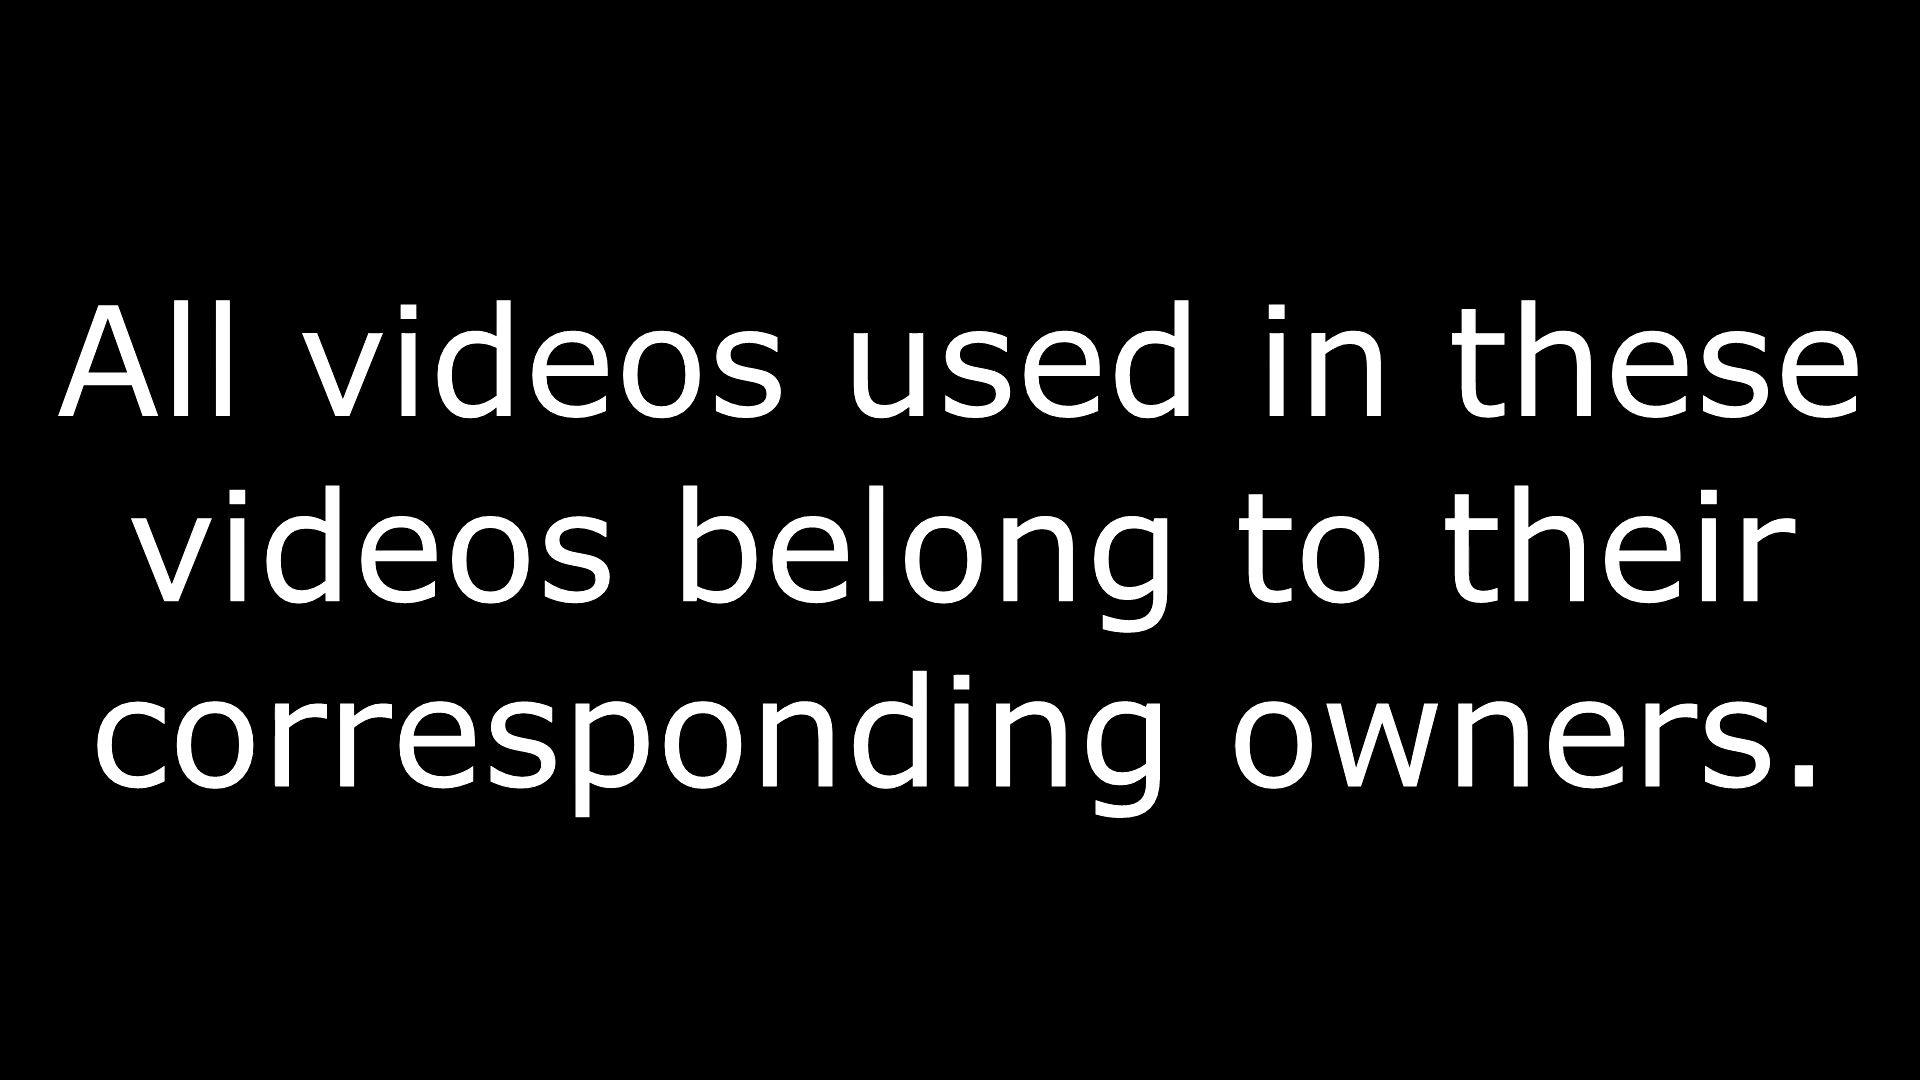 All videos used in these
videos belong to their
corresponding owners.